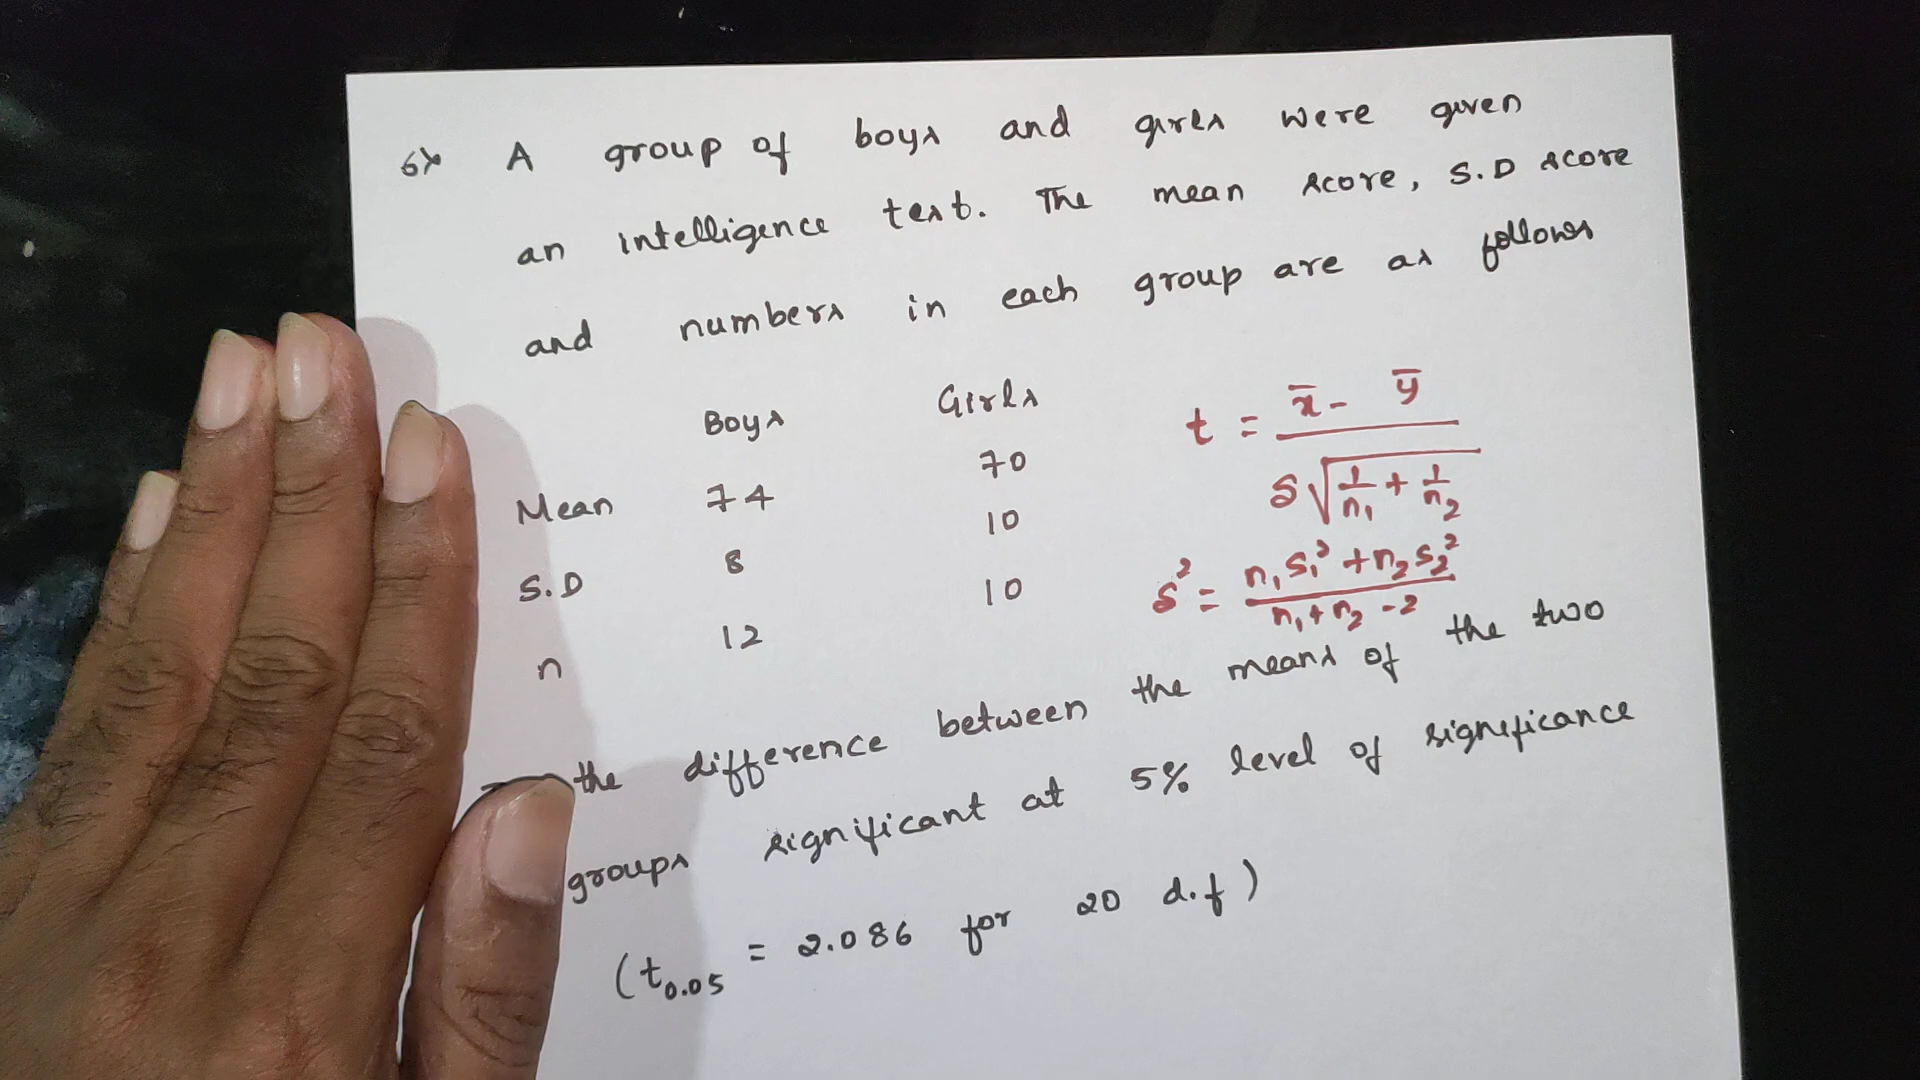 6) A group of boys and girls were given
an intelligence test. The mean score, S.D score
and numbers in each group are as follows
Boys Girls
Mean 74 70
S.D 8 10
n 12 10
t = x̄ - ȳ / s√(1/n₁ + 1/n₂)
s² = n₁s₁² + n₂s₂² / n₁ + n₂ - 2
the difference between the means of the two
groups significant at 5% level of significance
(t₀.₀₅ = 2.086 for 20 d.f)